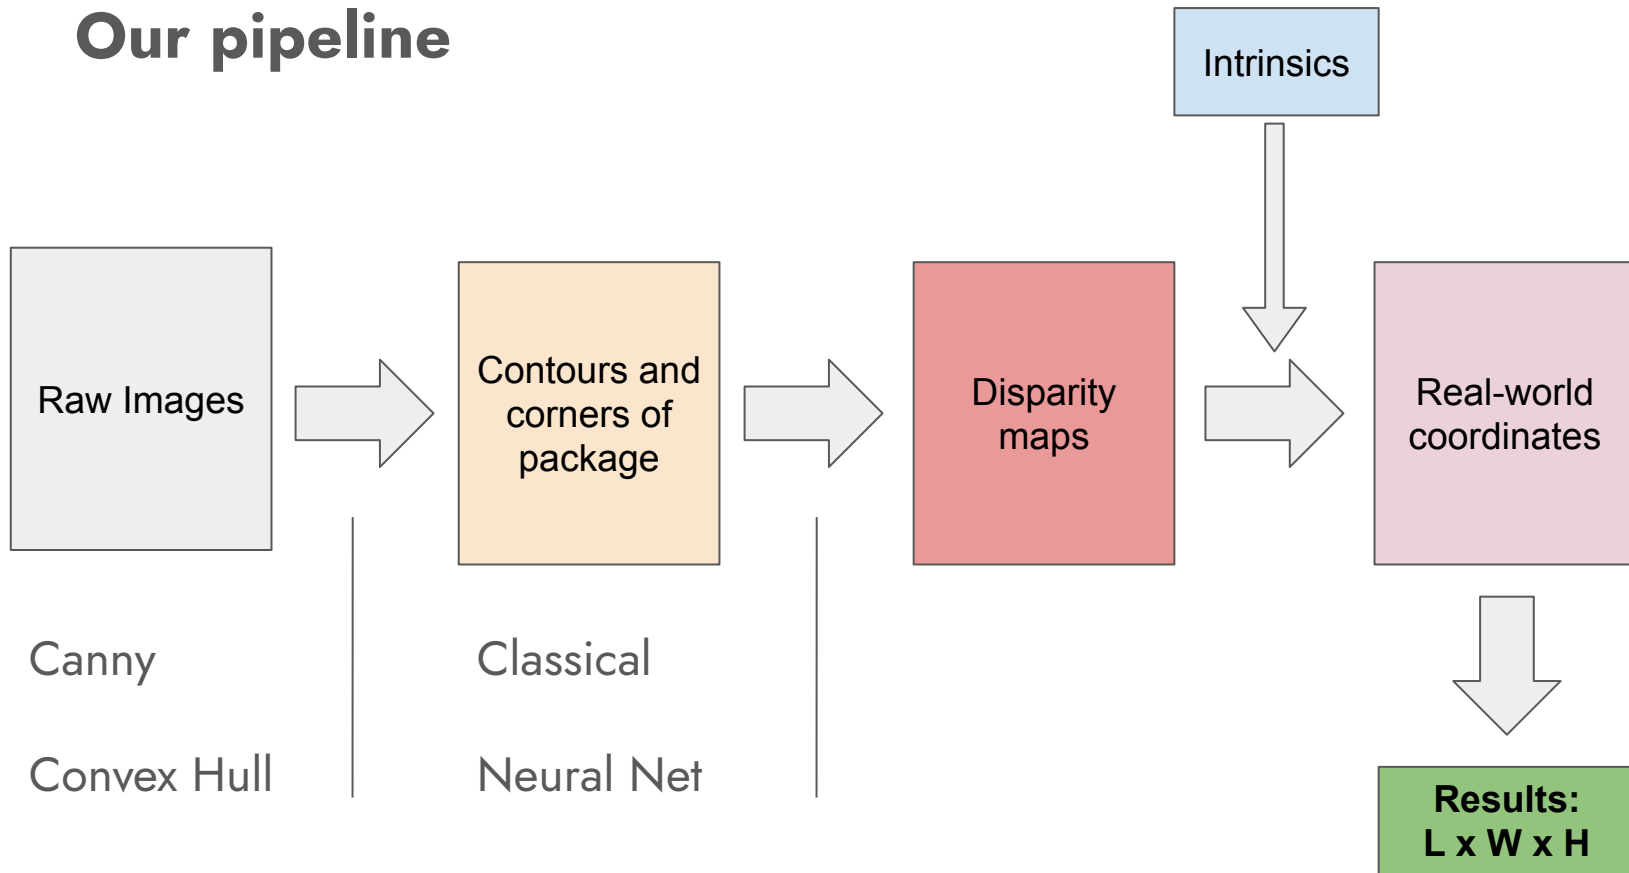 Our pipeline
Intrinsics
Raw Images
Contours and
corners of
package
Disparity
maps
Real-world
coordinates
Canny
Convex Hull
Classical
Neural Net
Results:
L x W x H